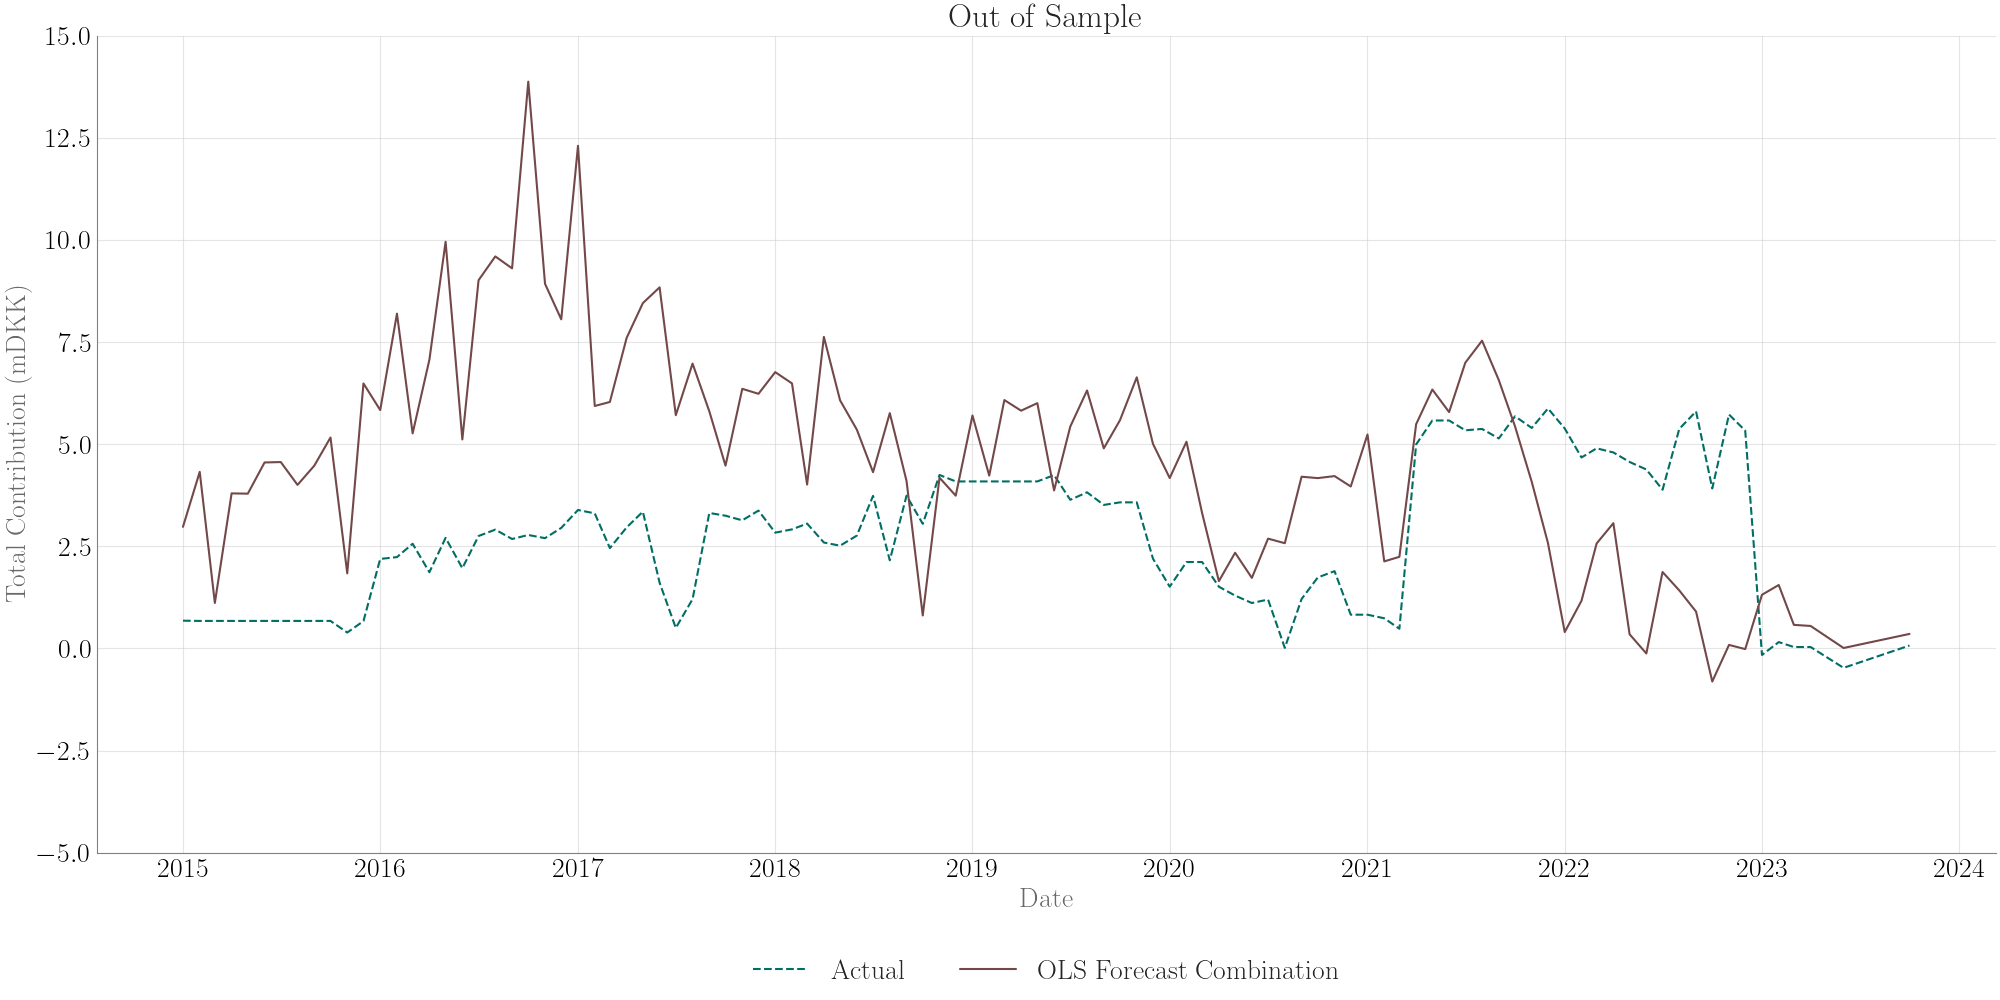 Out of Sample
Total Contribution (mDKK)
15.0
12.5
10.0
7.5
5.0
2.5
0.0
−2.5
−5.0
2015 2016 2017 2018 2019 2020 2021 2022 2023 2024
Date
Actual OLS Forecast Combination